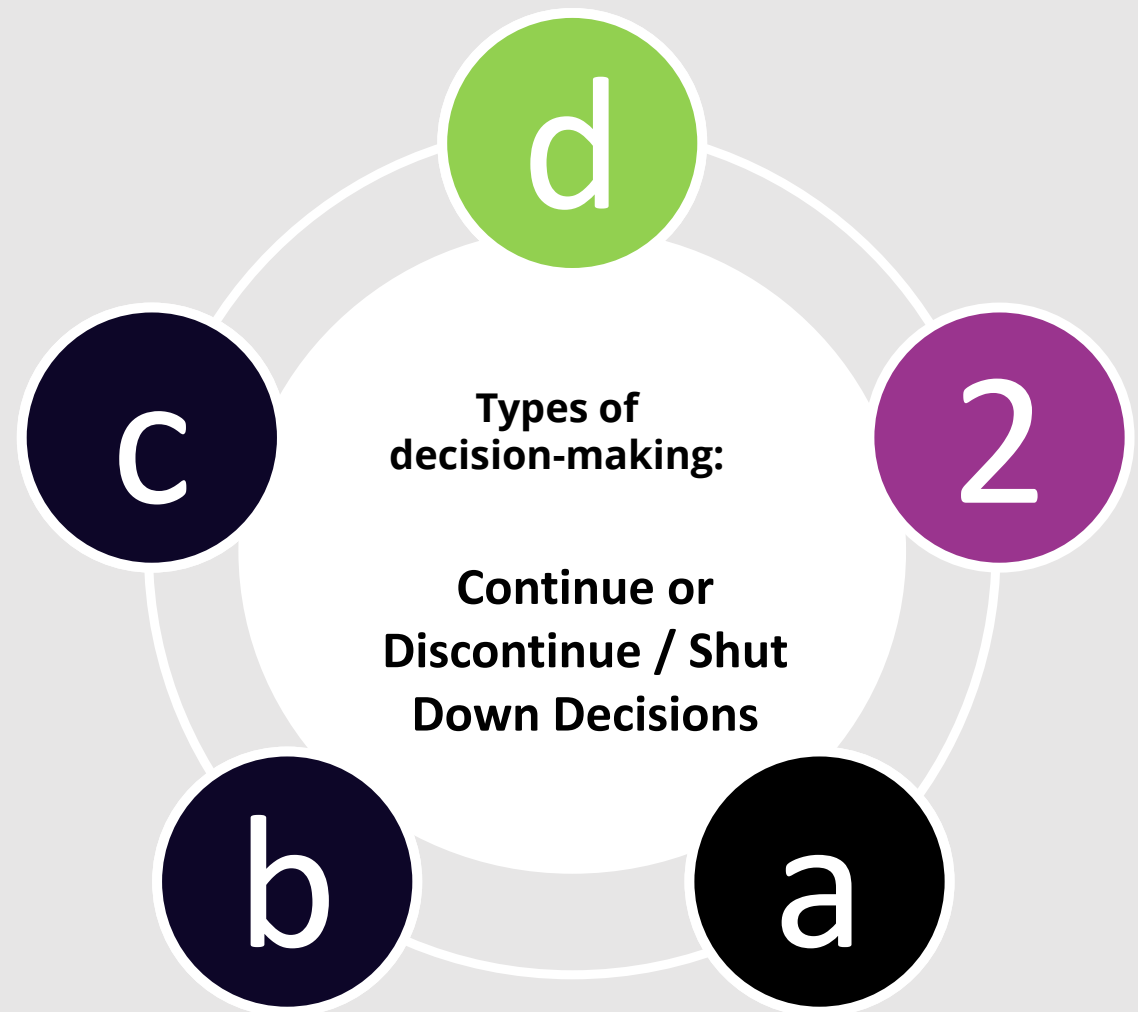 d
c
2
Types of
decision-making:
Continue or
Discontinue / Shut
Down Decisions
b
a